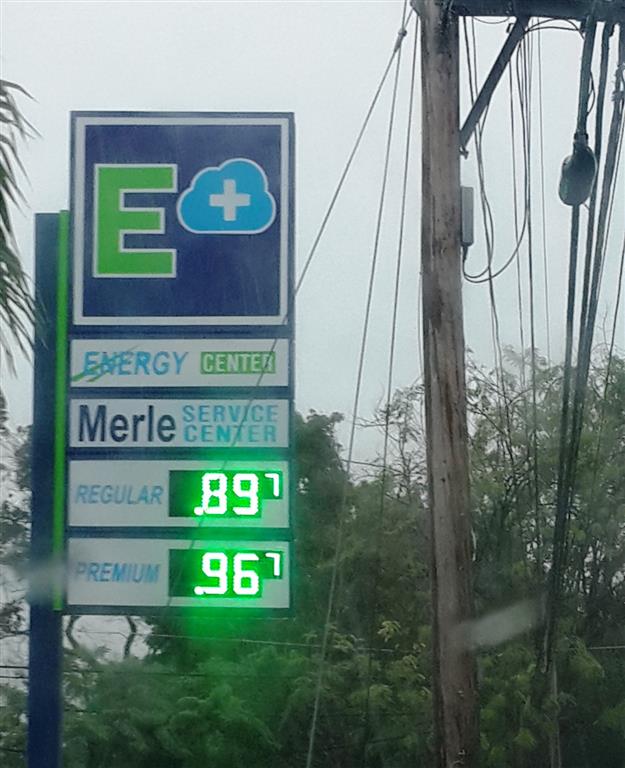 E+
ENERGY CENTER
Merle SERVICE CENTER
REGULAR .897
PREMIUM .967